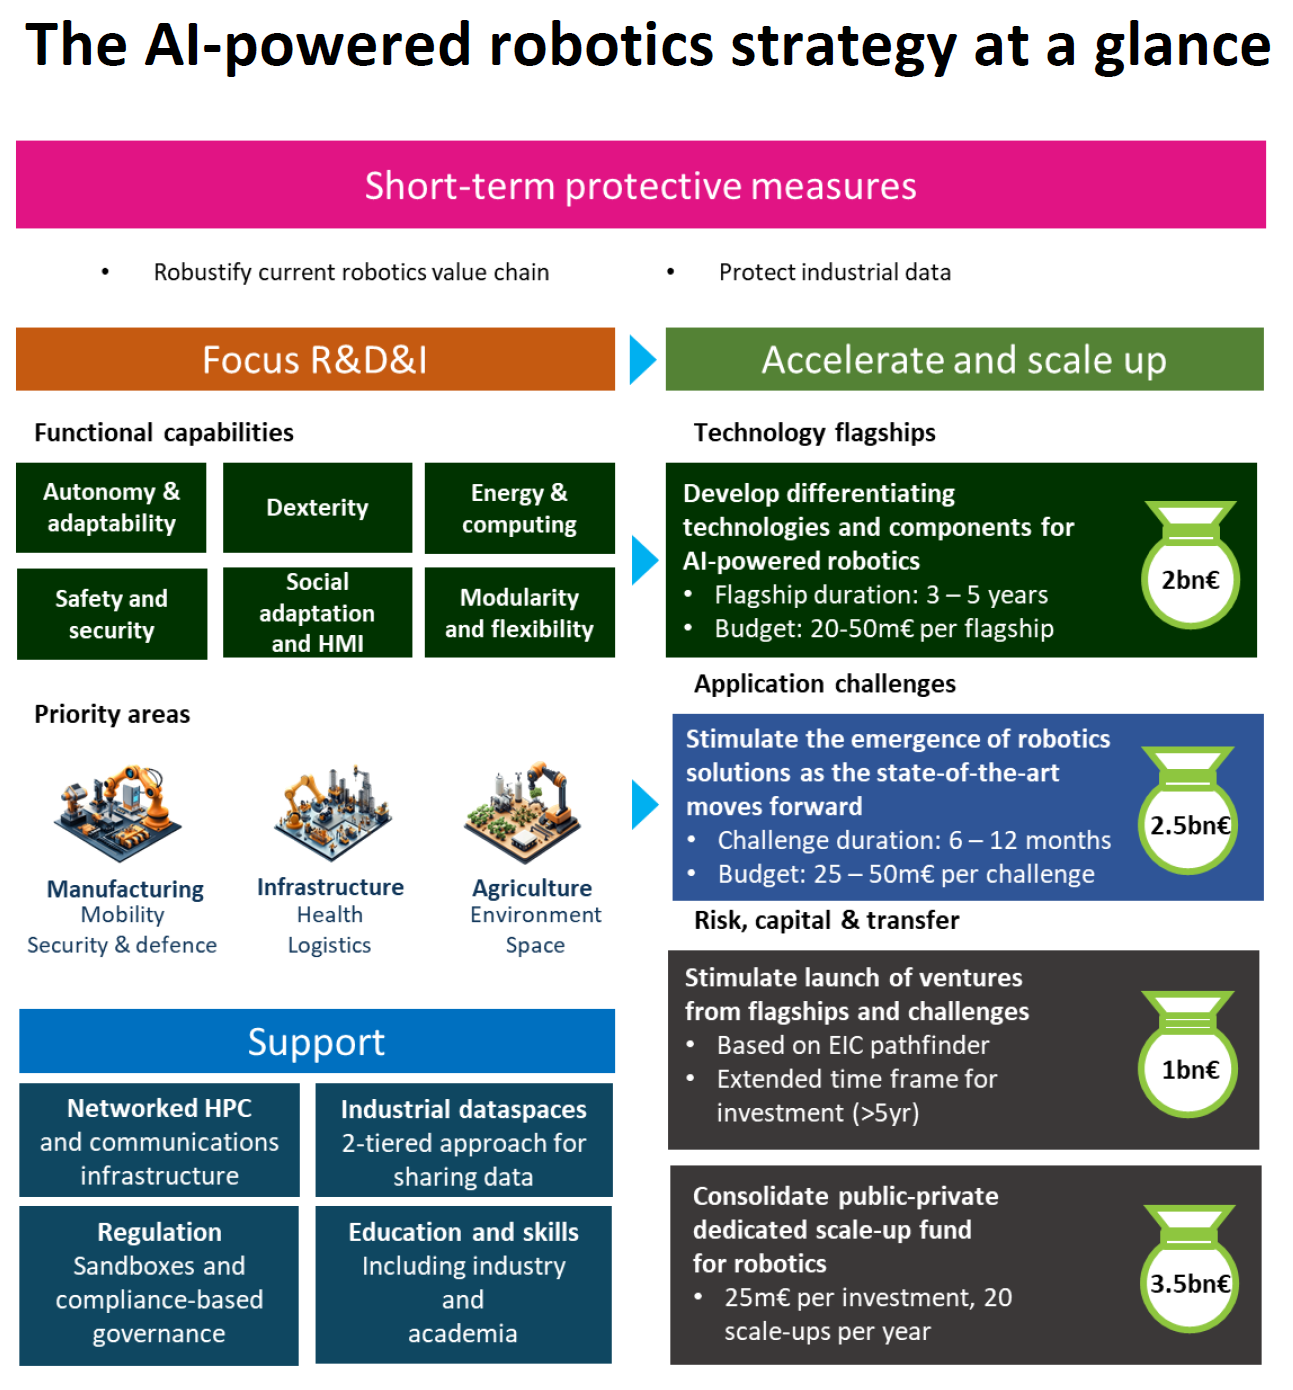 The AI-powered robotics strategy at a glance
Short-term protective measures
• Robustify current robotics value chain
• Protect industrial data
Focus R&D&I
Functional capabilities
Autonomy &
adaptability
Dexterity
Energy &
computing
Safety and
security
Social
adaptation
and HMI
Modularity
and flexibility
Priority areas
Manufacturing
Mobility
Security & defence
Infrastructure
Health
Logistics
Agriculture
Environment
Space
Support
Networked HPC
and communications
infrastructure
Industrial dataspaces
2-tiered approach for
sharing data
Regulation
Sandboxes and
compliance-based
governance
Education and skills
Including industry
and
academia
Accelerate and scale up
Technology flagships
Develop differentiating
technologies and components for
AI-powered robotics
• Flagship duration: 3 – 5 years
• Budget: 20-50m€ per flagship
2bn€
Application challenges
Stimulate the emergence of robotics
solutions as the state-of-the-art
moves forward
• Challenge duration: 6 – 12 months
• Budget: 25 – 50m€ per challenge
2.5bn€
Risk, capital & transfer
Stimulate launch of ventures
from flagships and challenges
• Based on EIC pathfinder
• Extended time frame for
investment (>5yr)
1bn€
Consolidate public-private
dedicated scale-up fund
for robotics
• 25m€ per investment, 20
scale-ups per year
3.5bn€